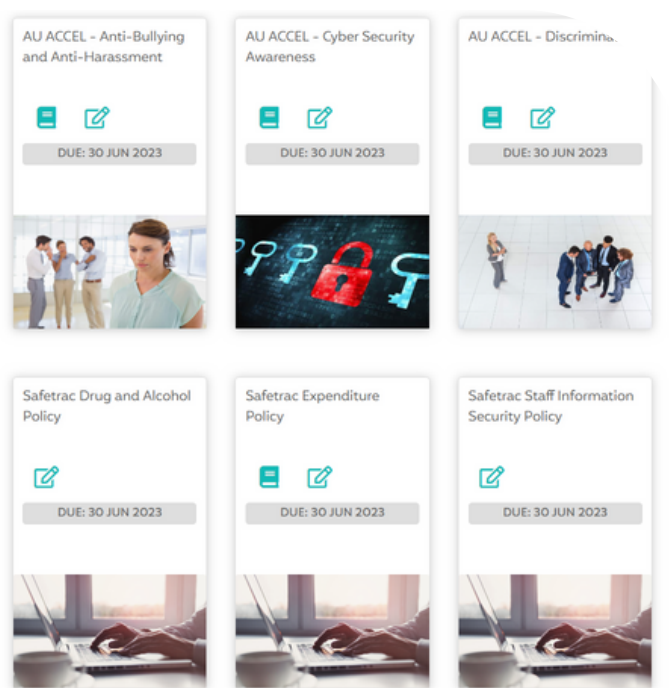 AU ACCEL - Anti-Bullying
and Anti-Harassment
DUE: 30 JUN 2023
AU ACCEL - Cyber Security
Awareness
DUE: 30 JUN 2023
AU ACCEL -
DUE: 30 JUN 2023
Safetrac Drug and Alcohol
Policy
DUE: 30 JUN 2023
Safetrac Expenditure
Policy
DUE: 30 JUN 2023
Safetrac Staff Information
Security Policy
DUE: 30 JUN 2023